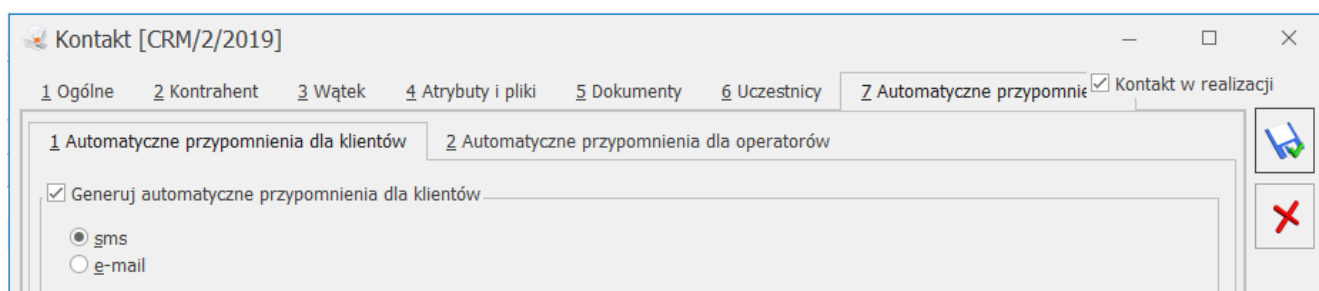 Kontakt [CRM/2/2019]
1 Ogólne 2 Kontrahent 3 Wątek 4 Atrybuty i pliki 5 Dokumenty 6 Uczestnicy 7 Automatyczne przypomnie Kontakt w realizacji
1 Automatyczne przypomnienia dla klientów 2 Automatyczne przypomnienia dla operatorów
Generuj automatyczne przypomnienia dla klientów
sms
e-mail